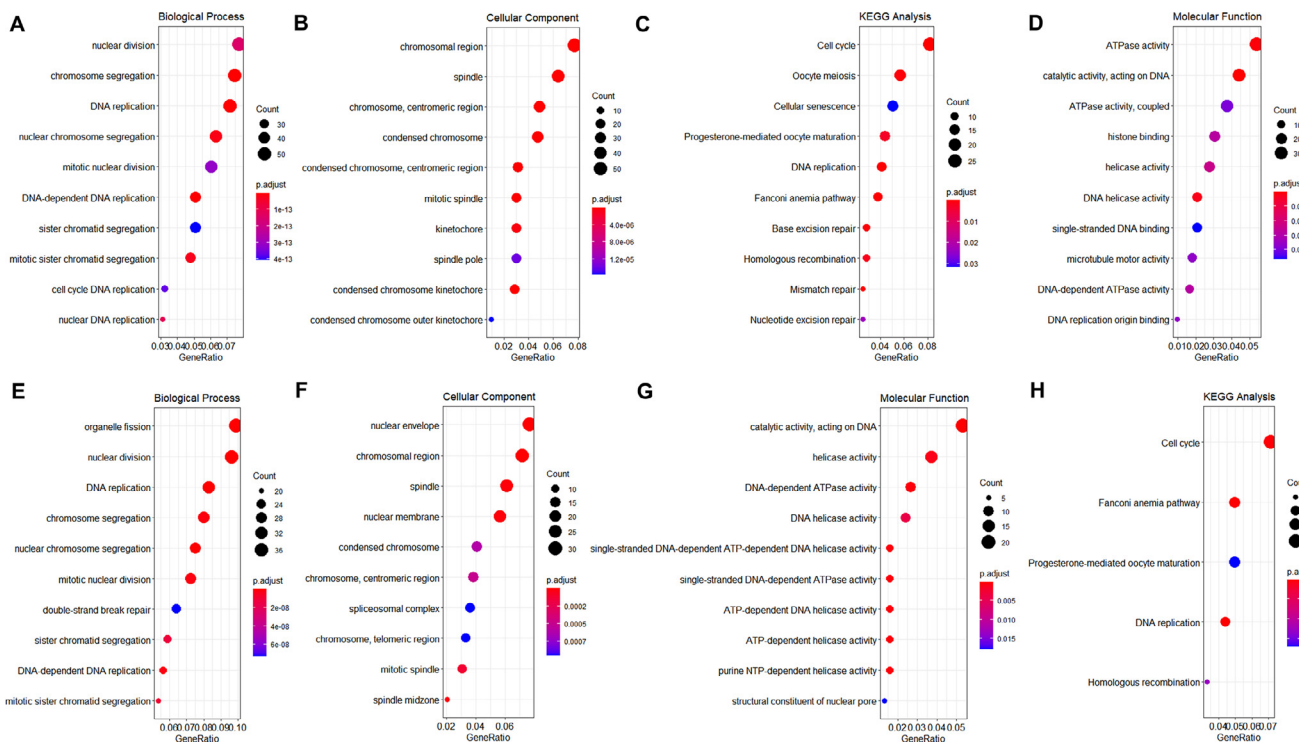 A
Biological Process
nuclear division
chromosome segregation
DNA replication
nuclear chromosome segregation
mitotic nuclear division
DNA-dependent DNA replication
sister chromatid segregation
mitotic sister chromatid segregation
cell cycle DNA replication
nuclear DNA replication
0.03 0.04 0.05 0.06 0.07
GeneRatio
Count
30
40
50
p.adjust
1e-13
2e-13
3e-13
4e-13
B
Cellular Component
chromosomal region
spindle
chromosome, centromeric region
condensed chromosome
condensed chromosome, centromeric region
mitotic spindle
kinetochore
spindle pole
condensed chromosome kinetochore
condensed chromosome outer kinetochore
0.02 0.04 0.06 0.08
GeneRatio
Count
10
20
30
40
50
p.adjust
4.0e-06
8.0e-06
1.2e-05
C
KEGG Analysis
Cell cycle
Oocyte meiosis
Cellular senescence
Progesterone-mediated oocyte maturation
DNA replication
Fanconi anemia pathway
Base excision repair
Homologous recombination
Mismatch repair
Nucleotide excision repair
0.04 0.06 0.08
GeneRatio
Count
10
15
20
25
p.adjust
0.01
0.02
0.03
D
Molecular Function
ATPase activity
catalytic activity, acting on DNA
ATPase activity, coupled
histone binding
helicase activity
DNA helicase activity
single-stranded DNA binding
microtubule motor activity
DNA-dependent ATPase activity
DNA replication origin binding
0.01 0.02 0.03 0.04 0.05
GeneRatio
Count
10
20
30
p.adjust
0.0
0.0
0.0
E
Biological Process
organelle fission
nuclear division
DNA replication
chromosome segregation
nuclear chromosome segregation
mitotic nuclear division
double-strand break repair
sister chromatid segregation
DNA-dependent DNA replication
mitotic sister chromatid segregation
0.06 0.07 0.08 0.09 0.10
GeneRatio
Count
20
24
28
32
36
p.adjust
2e-08
4e-08
6e-08
F
Cellular Component
nuclear envelope
chromosomal region
spindle
nuclear membrane
condensed chromosome
chromosome, centromeric region
spliceosomal complex
chromosome, telomeric region
mitotic spindle
spindle midzone
0.02 0.04 0.06
GeneRatio
Count
10
15
20
25
30
p.adjust
0.0002
0.0005
0.0007
G
Molecular Function
catalytic activity, acting on DNA
helicase activity
DNA-dependent ATPase activity
DNA helicase activity
single-stranded DNA-dependent ATP-dependent DNA helicase activity
single-stranded DNA-dependent ATPase activity
ATP-dependent DNA helicase activity
ATP-dependent helicase activity
purine NTP-dependent helicase activity
structural constituent of nuclear pore
0.02 0.03 0.04 0.05
GeneRatio
Count
5
10
15
20
p.adjust
0.005
0.010
0.015
H
KEGG Analysis
Cell cycle
Fanconi anemia pathway
Progesterone-mediated oocyte maturation
DNA replication
Homologous recombination
0.04 0.05 0.06 0.07
GeneRatio